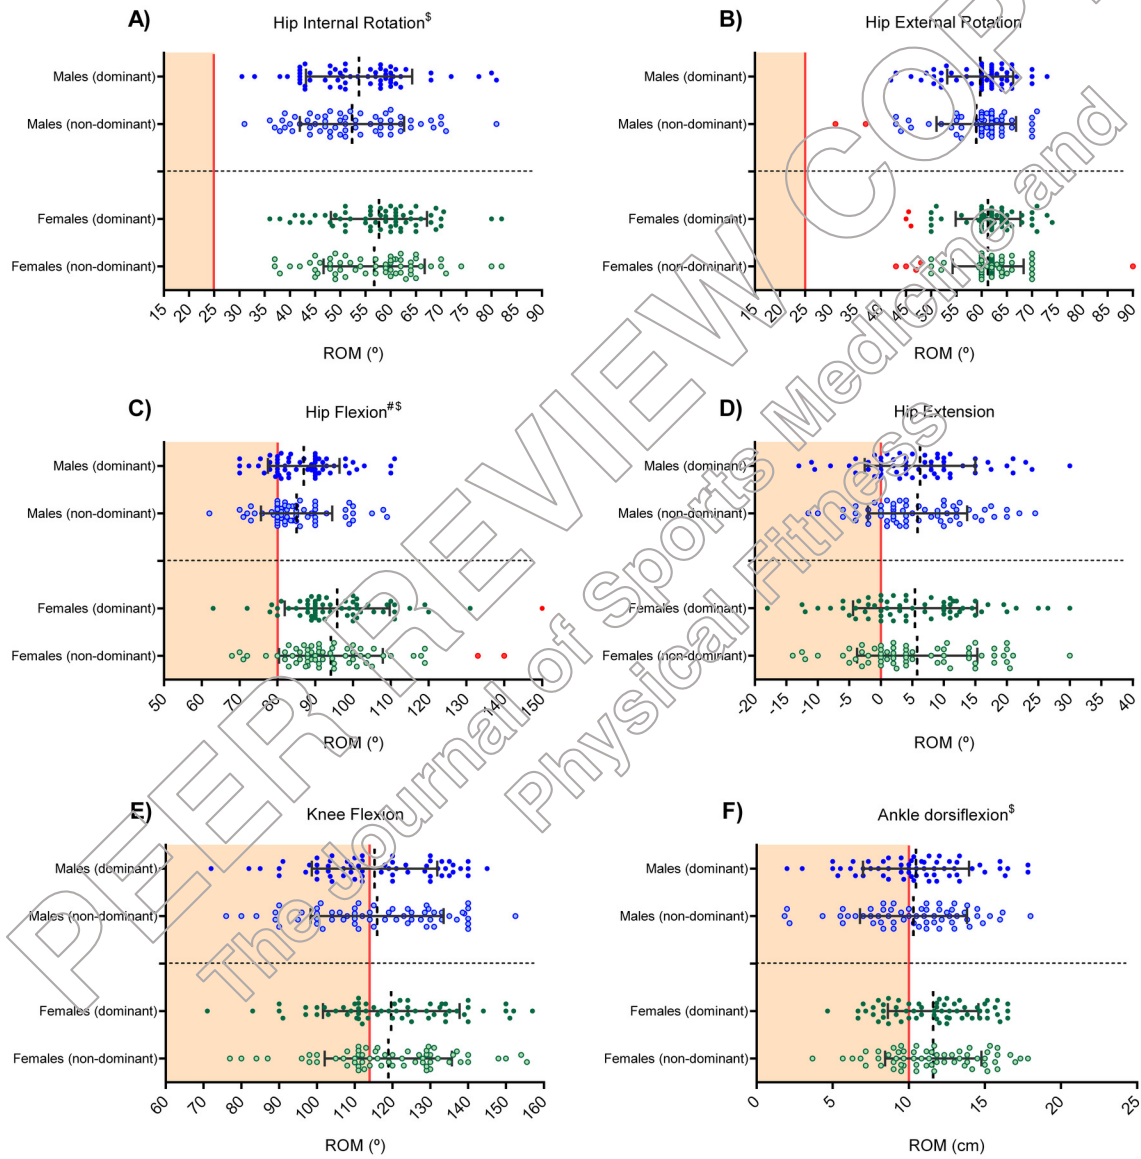 A)
Hip Internal Rotation$
Males (dominant)
Males (non-dominant)
Females (dominant)
Females (non-dominant)
15 20 25 30 35 40 45 50 55 60 65 70 75 80 85 90
ROM (º)
B)
Hip External Rotation
Males (dominant)
Males (non-dominant)
Females (dominant)
Females (non-dominant)
15 20 25 30 35 40 45 50 55 60 65 70 75 80 85 90
ROM (º)
C)
Hip Flexion#$
Males (dominant)
Males (non-dominant)
Females (dominant)
Females (non-dominant)
50 60 70 80 90 100 110 120 130 140 150
ROM (º)
D)
Hip Extension
Males (dominant)
Males (non-dominant)
Females (dominant)
Females (non-dominant)
-20 -15 -10 -5 0 5 10 15 20 25 30 35 40
ROM (º)
E)
Knee Flexion
Males (dominant)
Males (non-dominant)
Females (dominant)
Females (non-dominant)
60 70 80 90 100 110 120 130 140 150 160
ROM (º)
F)
Ankle dorsiflexion$
Males (dominant)
Males (non-dominant)
Females (dominant)
Females (non-dominant)
0 5 10 15 20 25
ROM (cm)
PEER REVIEW COP
The Journal of Sports Medicine and
Physical Fitness